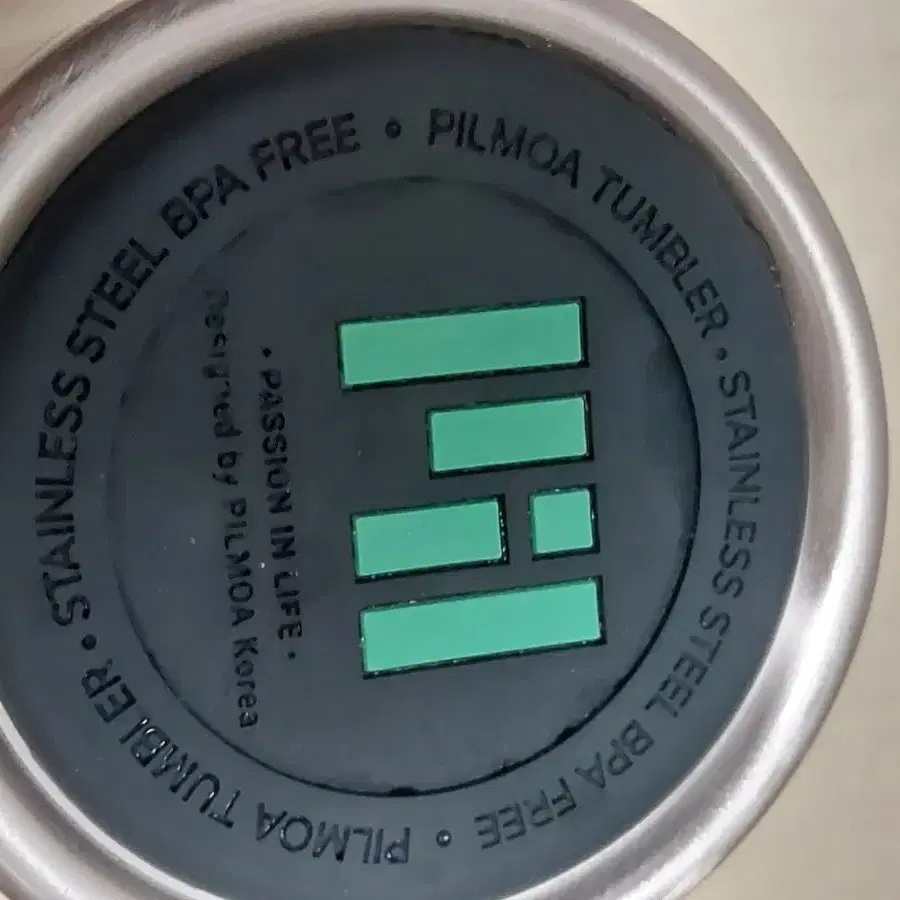 PILMOA TUMBLER • STAINLESS STEEL BPA FREE • PILMOA TUMBLER • STAINLESS STEEL BPA FREE •
• PASSION IN LIFE •
Designed by PILMOA Korea